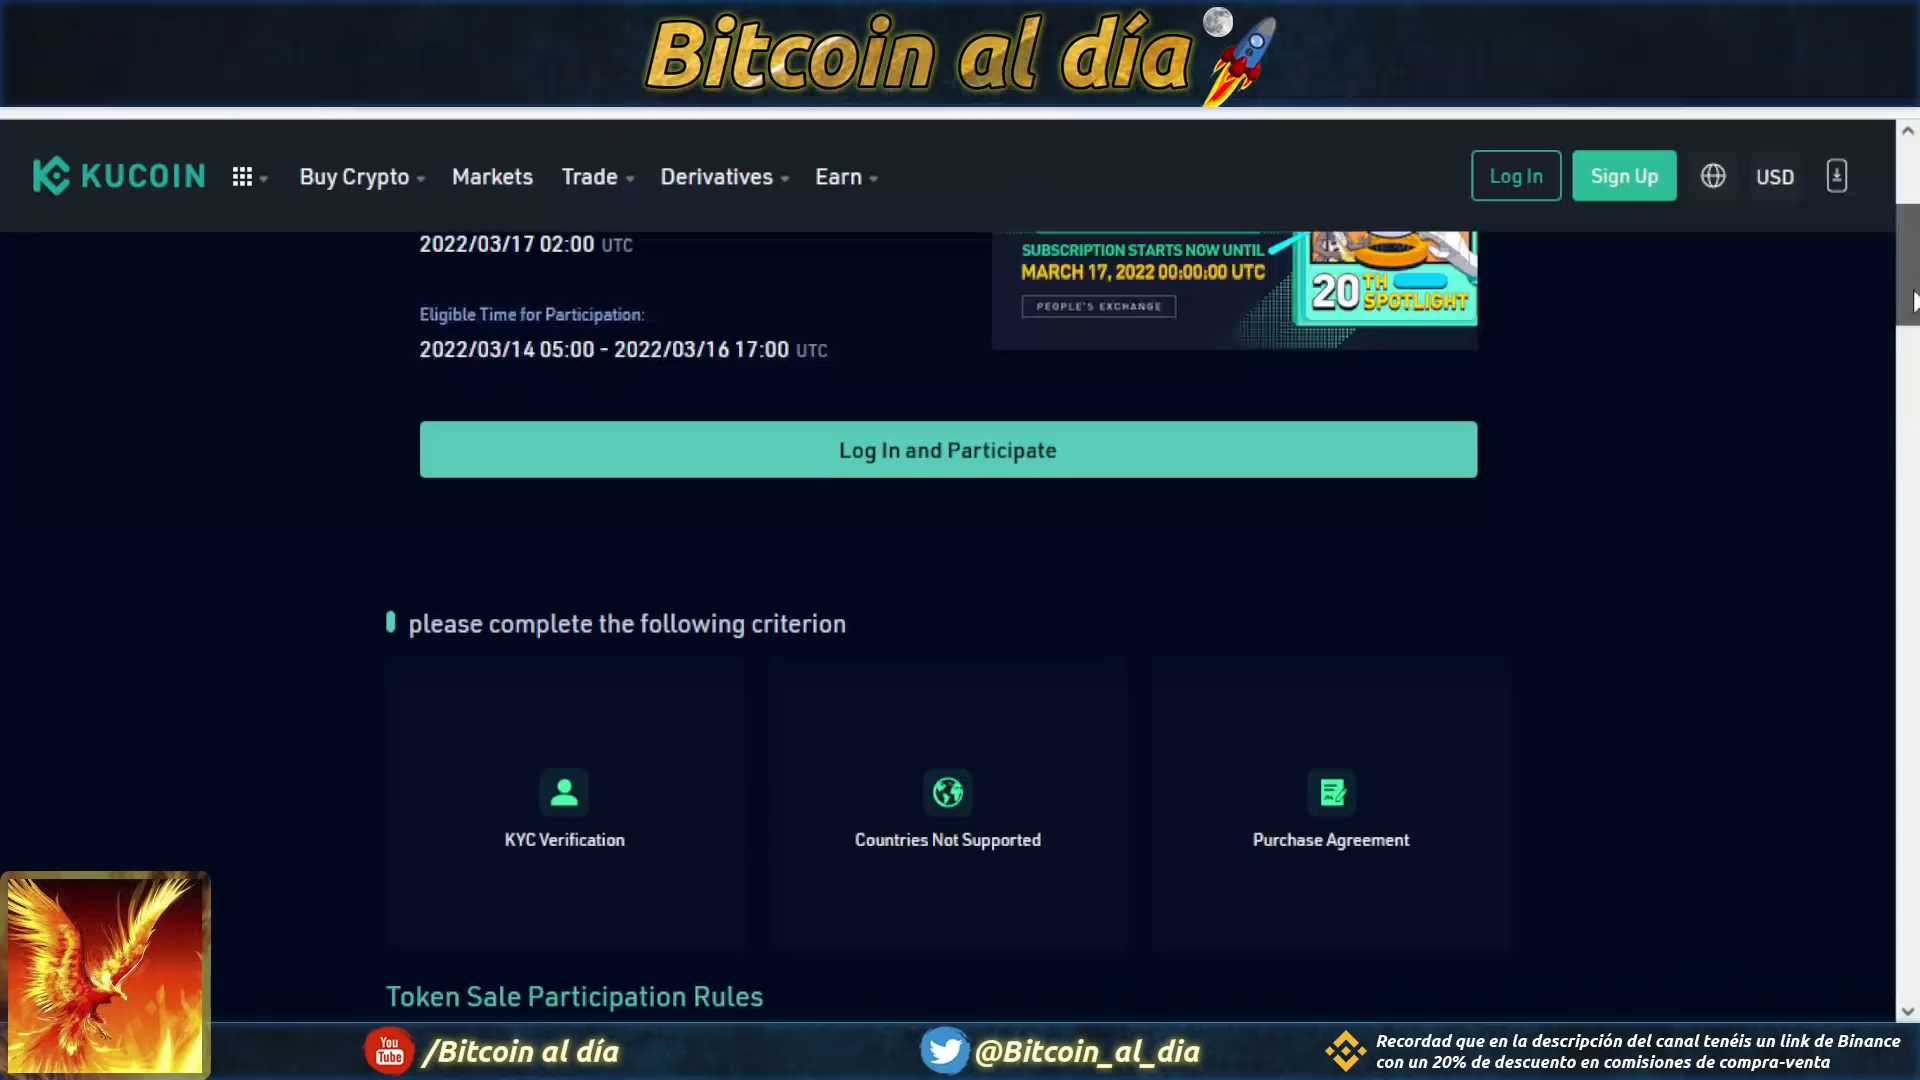 Bitcoin al día
KUCOIN
Buy Crypto
Markets
Trade
Derivatives
Earn
Log In
Sign Up
USD
2022/03/17 02:00 UTC
Eligible Time for Participation:
2022/03/14 05:00 - 2022/03/16 17:00 UTC
SUBSCRIPTION STARTS NOW UNTIL
MARCH 17, 2022 00:00:00 UTC
PEOPLE'S EXCHANGE
20TH SPOTLIGHT
Log In and Participate
please complete the following criterion
KYC Verification
Countries Not Supported
Purchase Agreement
Token Sale Participation Rules
You Tube
/Bitcoin al día
@Bitcoin_al_dia
Recordad que en la descripción del canal tenéis un link de Binance
con un 20% de descuento en comisiones de compra-venta